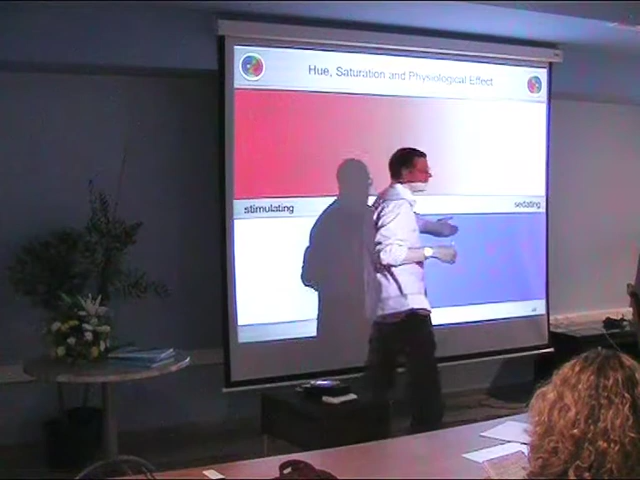 Hue, Saturation and Physiological Effect
stimulating
sedating